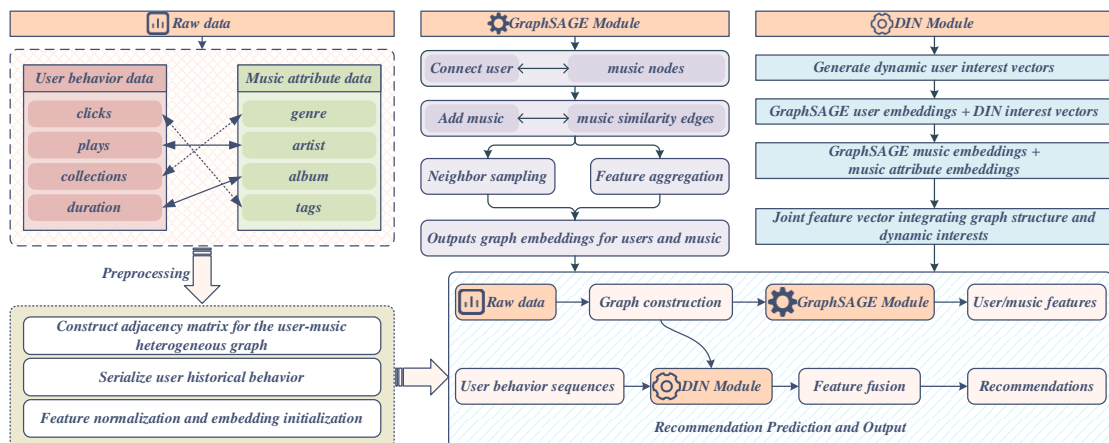 Raw data
User behavior data
clicks
plays
collections
duration
Music attribute data
genre
artist
album
tags
Preprocessing
Construct adjacency matrix for the user-music
heterogeneous graph
Serialize user historical behavior
Feature normalization and embedding initialization
GraphSAGE Module
Connect user
music nodes
Add music
music similarity edges
Neighbor sampling
Feature aggregation
Outputs graph embeddings for users and music
DIN Module
Generate dynamic user interest vectors
GraphSAGE user embeddings + DIN interest vectors
GraphSAGE music embeddings +
music attribute embeddings
Joint feature vector integrating graph structure and
dynamic interests
Raw data
Graph construction
GraphSAGE Module
User/music features
User behavior sequences
DIN Module
Feature fusion
Recommendations
Recommendation Prediction and Output